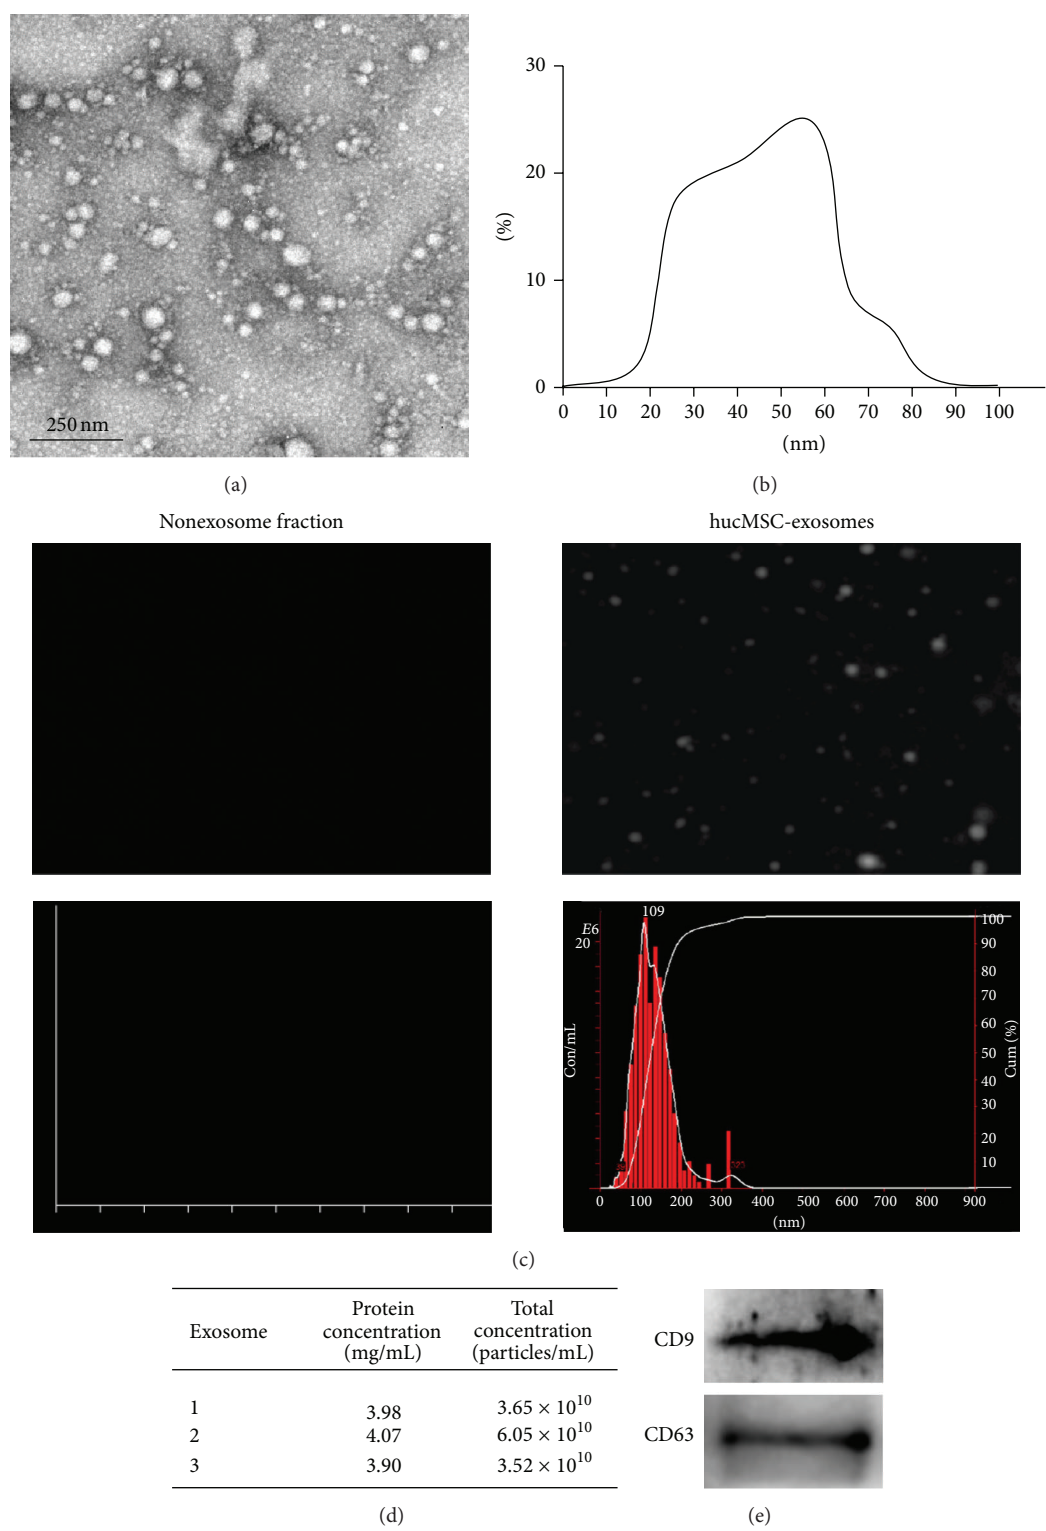 250 nm
(a)
30
20
10
0
(%)
0 10 20 30 40 50 60 70 80 90 100
(nm)
(b)
Nonexosome fraction
hucMSC-exosomes
109
E6
20
Con/mL
323
100
90
80
70
60
50
40
30
20
10
Cum (%)
0 100 200 300 400 500 600 700 800 900
(nm)
(c)
Exosome
Protein
concentration
(mg/mL)
Total
concentration
(particles/mL)
1 3.98 3.65 × 10^10
2 4.07 6.05 × 10^10
3 3.90 3.52 × 10^10
(d)
CD9
CD63
(e)